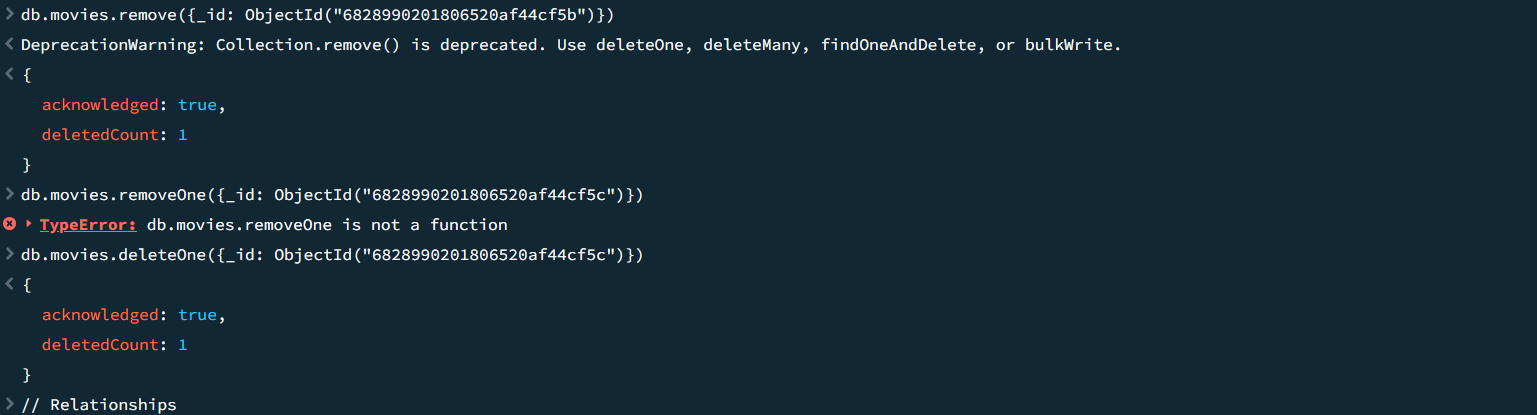 db.movies.remove({_id: ObjectId("6828990201806520af44cf5b")})
DeprecationWarning: Collection.remove() is deprecated. Use deleteOne, deleteMany, findOneAndDelete, or bulkWrite.
{
acknowledged: true,
deletedCount: 1
}
db.movies.removeOne({_id: ObjectId("6828990201806520af44cf5c")})
TypeError: db.movies.removeOne is not a function
db.movies.deleteOne({_id: ObjectId("6828990201806520af44cf5c")})
{
acknowledged: true,
deletedCount: 1
}
// Relationships